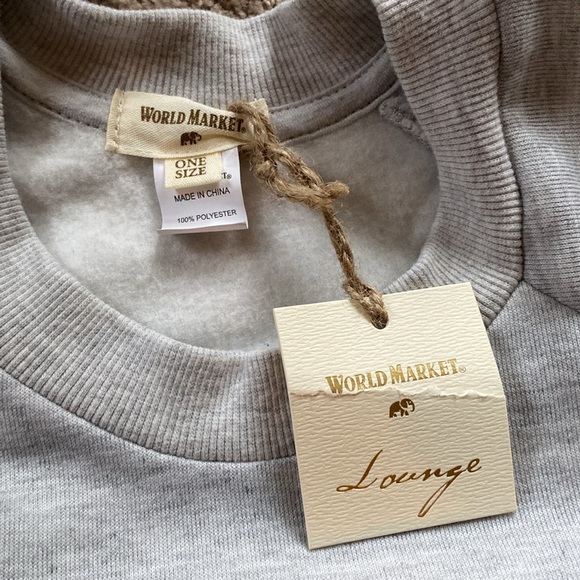 WORLD MARKET®
ONE
SIZE
T®
MADE IN CHINA
100% POLYESTER
WORLD MARKET®
Lounge